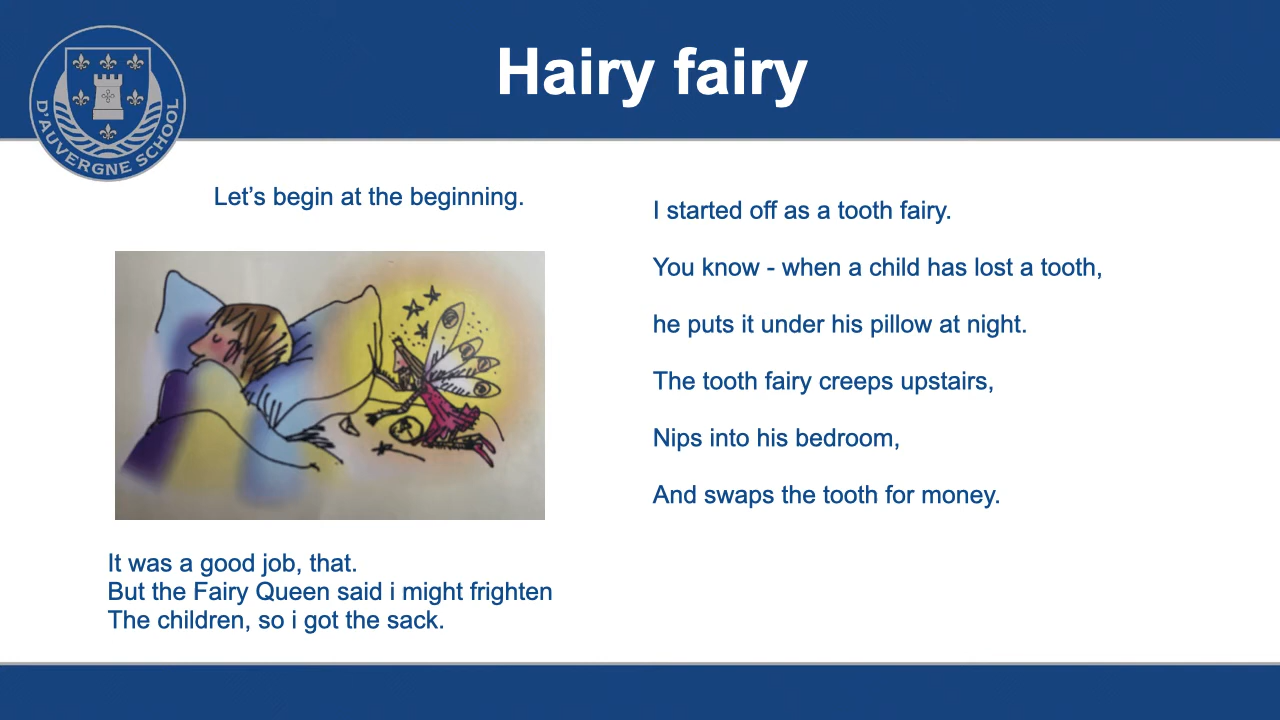 Hairy fairy
D'AUVERGNE SCHOOL
Let’s begin at the beginning.
I started off as a tooth fairy.
You know - when a child has lost a tooth,
he puts it under his pillow at night.
The tooth fairy creeps upstairs,
Nips into his bedroom,
And swaps the tooth for money.
It was a good job, that.
But the Fairy Queen said i might frighten
The children, so i got the sack.